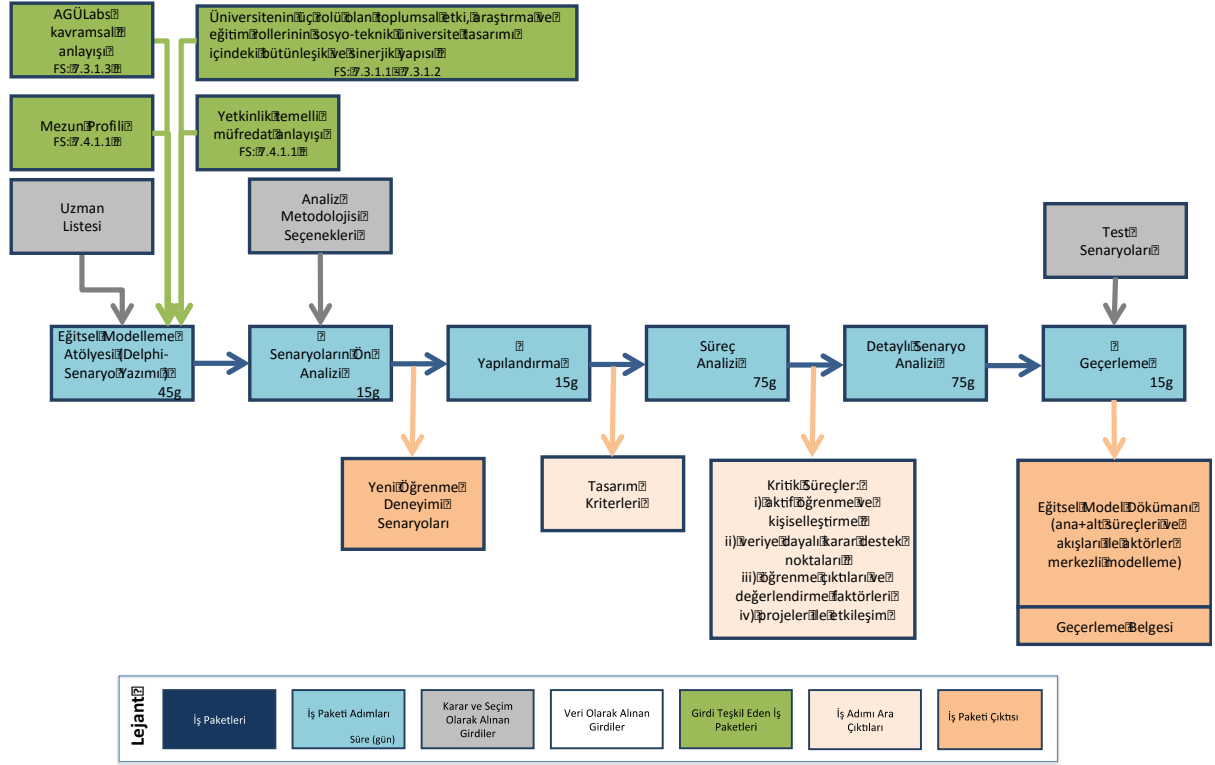 AGÜLabs
kavramsal
anlayışı
FS: 7.3.1.3
Üniversitenin üç rolü olan toplumsal etki, araştırma ve
eğitim rollerinin sosyo-teknik üniversite tasarımı
içindeki bütünleşik ve sinerjik yapısı
FS: 7.3.1.1 - 7.3.1.2
Mezun Profili
FS: 7.4.1.1
Yetkinlik temelli
müfredat anlayışı
FS: 7.4.1.1
Uzman
Listesi
Analiz
Metodolojisi
Seçenekleri
Test
Senaryoları
Eğitsel Modelleme
Atölyesi (Delphi-
Senaryo Yazımı)
45g
Senaryoların Ön
Analizi
15g
Yapılandırma
15g
Süreç
Analizi
75g
Detaylı Senaryo
Analizi
75g
Geçerleme
15g
Yeni Öğrenme
Deneyimi
Senaryoları
Tasarım
Kriterleri
Kritik Süreçler:
i) aktif öğrenme ve
kişiselleştirme
ii) veriye dayalı karar destek
noktaları
iii) öğrenme çıktıları ve
değerlendirme faktörleri
iv) projeler ile etkileşim
Eğitsel Model Dökümanı
(ana+alt süreçleri ve
akışları ile aktörler
merkezli modelleme)
Geçerleme Belgesi
Lejant
İş Paketleri
İş Paketi Adımları
Süre (gün)
Karar ve Seçim
Olarak Alınan
Girdiler
Veri Olarak Alınan
Girdiler
Girdi Teşkil Eden İş
Paketleri
İş Adımı Ara
Çıktıları
İş Paketi Çıktısı